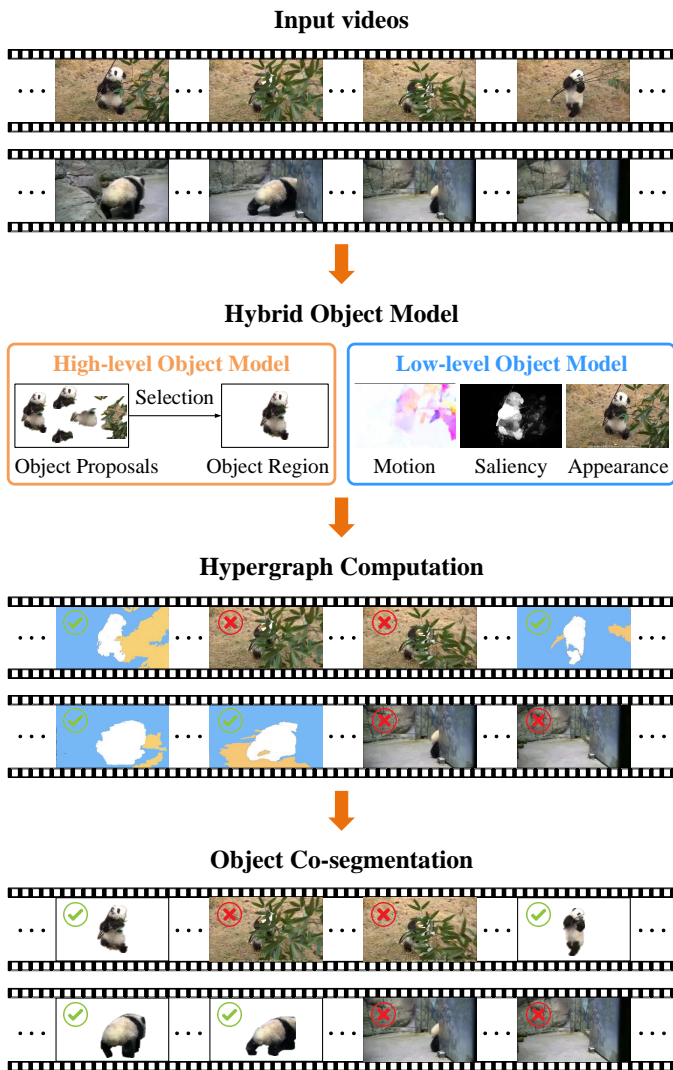 Input videos
Hybrid Object Model
High-level Object Model
Low-level Object Model
Selection
Object Proposals
Object Region
Motion
Saliency
Appearance
Hypergraph Computation
Object Co-segmentation